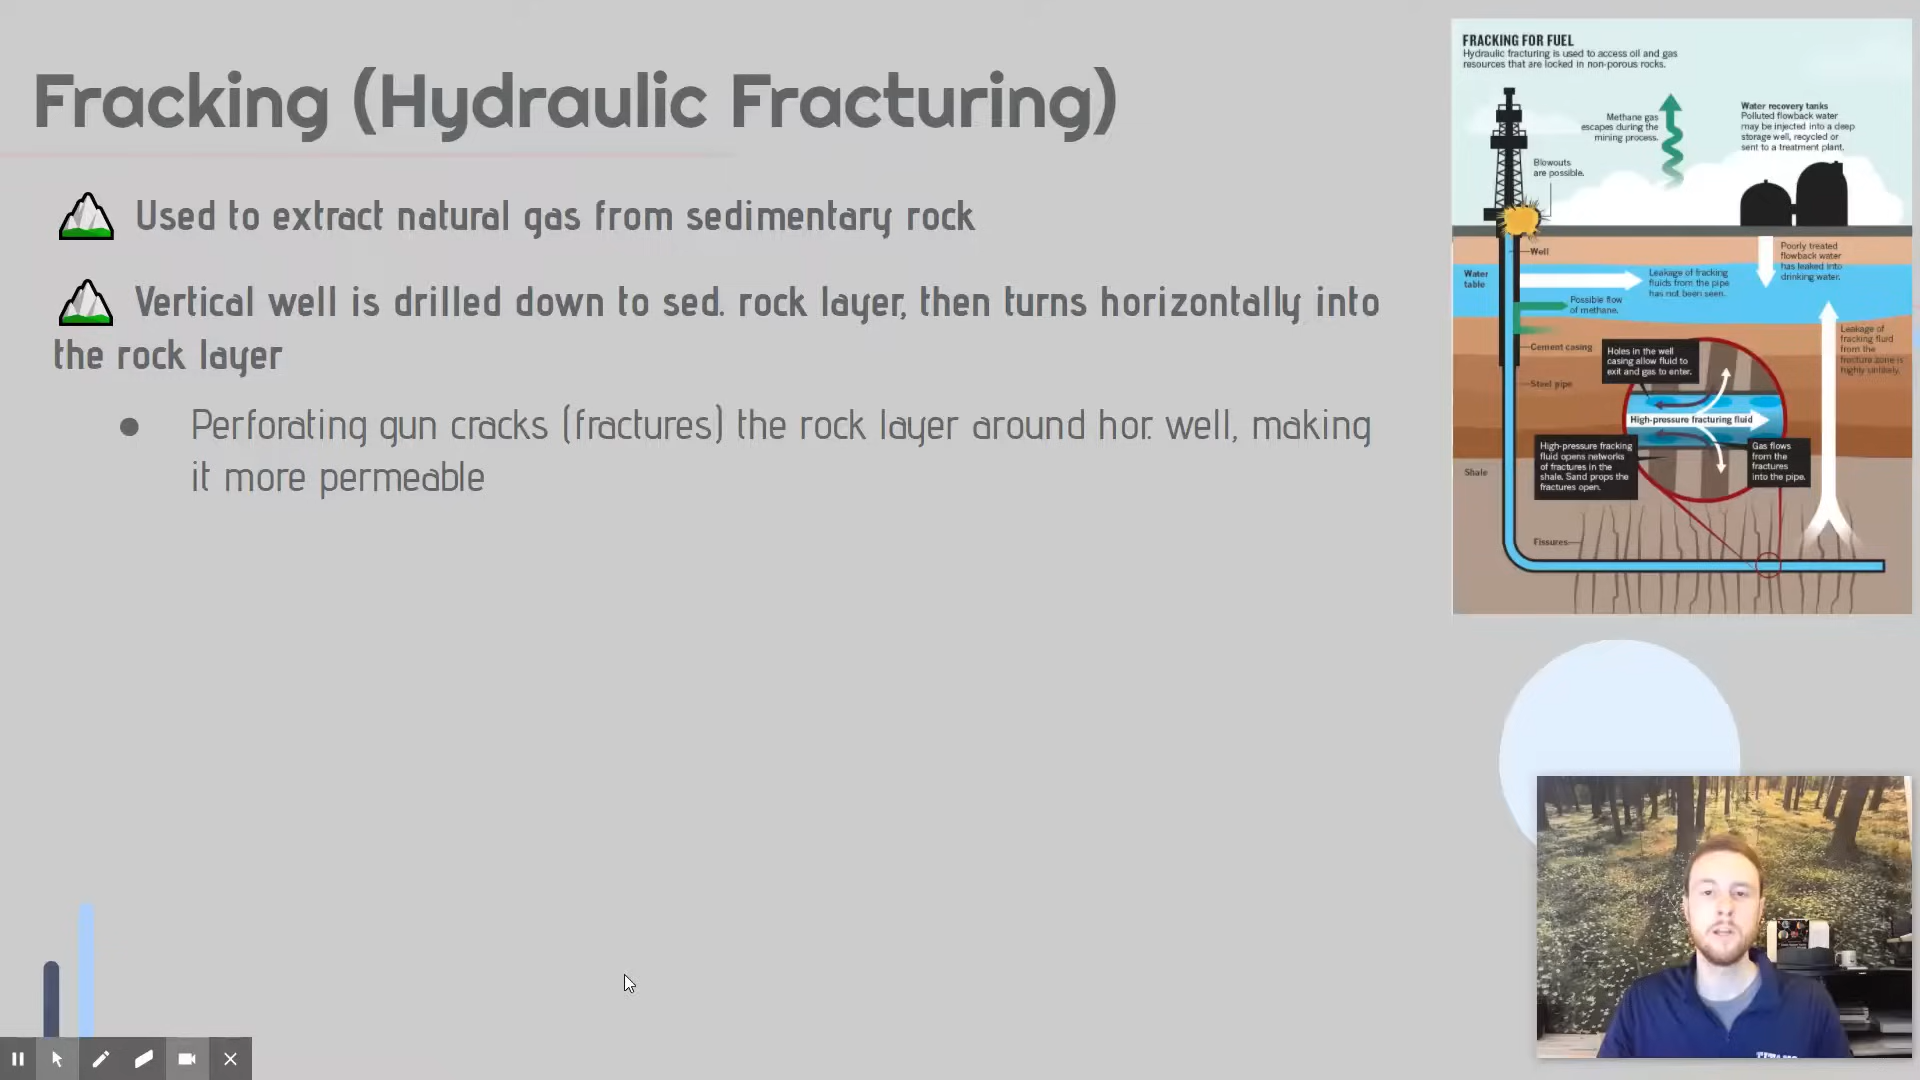 Fracking (Hydraulic Fracturing)
Used to extract natural gas from sedimentary rock
Vertical well is drilled down to sed. rock layer, then turns horizontally into
the rock layer
Perforating gun cracks (fractures) the rock layer around hor. well, making
it more permeable
FRACKING FOR FUEL
Hydraulic fracturing is used to access oil and gas
resources that are locked in non-porous rocks.
Methane gas
escapes during the
mining process.
Water recovery tanks
Polluted flowback water
may be injected into a deep
storage well, recycled or
sent to a treatment plant.
Blowouts
are possible.
Well
Poorly treated
flowback water
has leaked into
drinking water.
Water
table
Leakage of fracking
fluids from the pipe
has not been seen.
Possible flow
of methane.
Leakage of
fracking fluid
from the
fracture zone is
highly unlikely.
Cement casing
Holes in the well
casing allow fluid to
exit and gas to enter.
Steel pipe
High-pressure fracturing fluid
High-pressure fracking
fluid opens networks
of fractures in the
shale. Sand props the
fractures open.
Gas flows
from the
fractures
into the pipe.
Shale
Fissures
TITANS